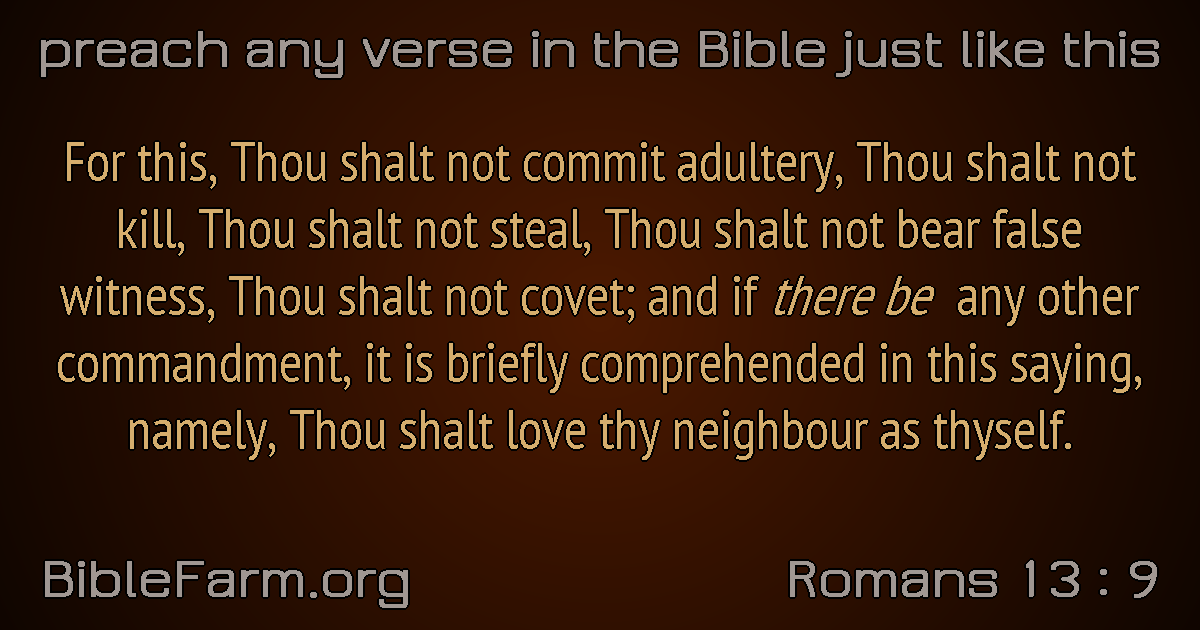 preach any verse in the Bible just like this
For this, Thou shalt not commit adultery, Thou shalt not
kill, Thou shalt not steal, Thou shalt not bear false
witness, Thou shalt not covet; and if there be any other
commandment, it is briefly comprehended in this saying,
namely, Thou shalt love thy neighbour as thyself.
BibleFarm.org
Romans 13 : 9